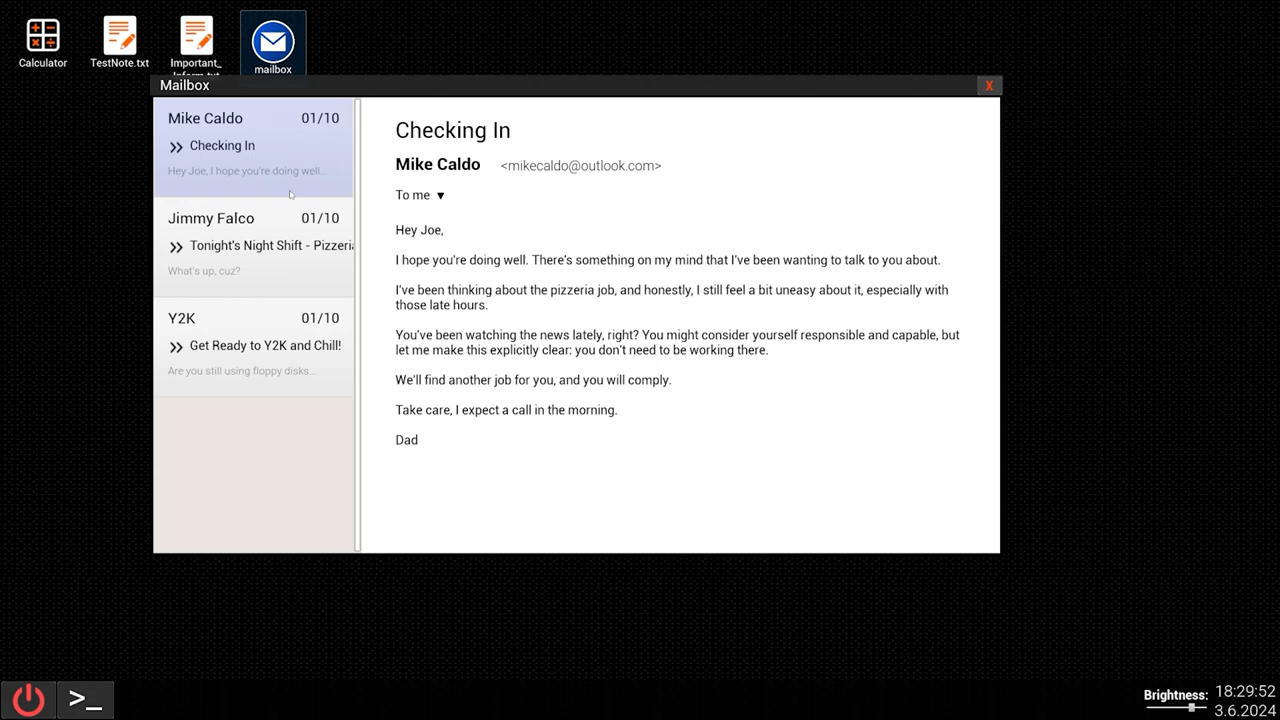 Calculator
TestNote.txt
Important_
Inform.txt
mailbox
Mailbox
X
Mike Caldo 01/10
Checking In
Hey Joe, I hope you're doing well...
Jimmy Falco 01/10
Tonight's Night Shift - Pizzeria
What's up, cuz?
Y2K 01/10
Get Ready to Y2K and Chill!
Are you still using floppy disks...
Checking In
Mike Caldo <mikecaldo@outlook.com>
To me
Hey Joe,
I hope you're doing well. There's something on my mind that I've been wanting to talk to you about.
I've been thinking about the pizzeria job, and honestly, I still feel a bit uneasy about it, especially with
those late hours.
You've been watching the news lately, right? You might consider yourself responsible and capable, but
let me make this explicitly clear: you don't need to be working there.
We'll find another job for you, and you will comply.
Take care, I expect a call in the morning.
Dad
>_
Brightness:
18:29:52
3.6.2024